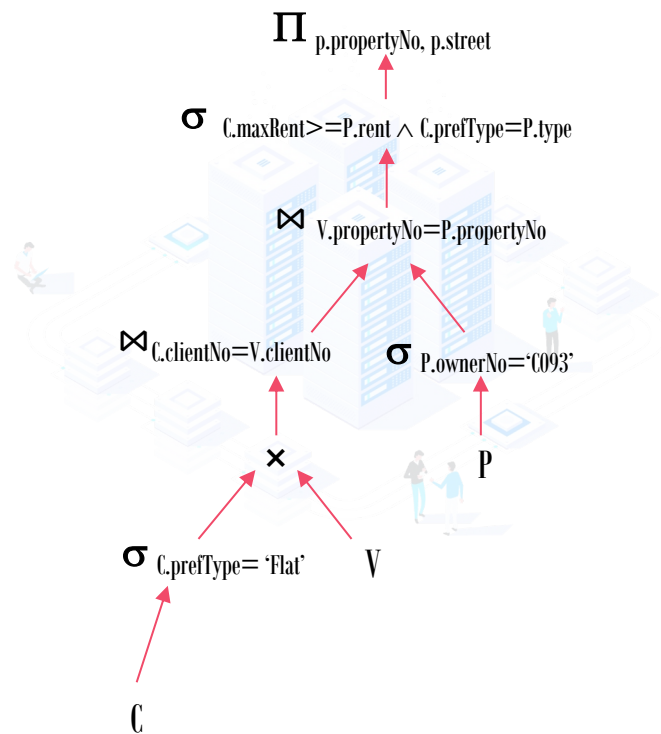 Π p.propertyNo, p.street
σ C.maxRent>=P.rent ∧ C.prefType=P.type
⋈ V.propertyNo=P.propertyNo
⋈ C.clientNo=V.clientNo
σ P.ownerNo=‘C093’
×
P
σ C.prefType= ‘Flat’
V
C